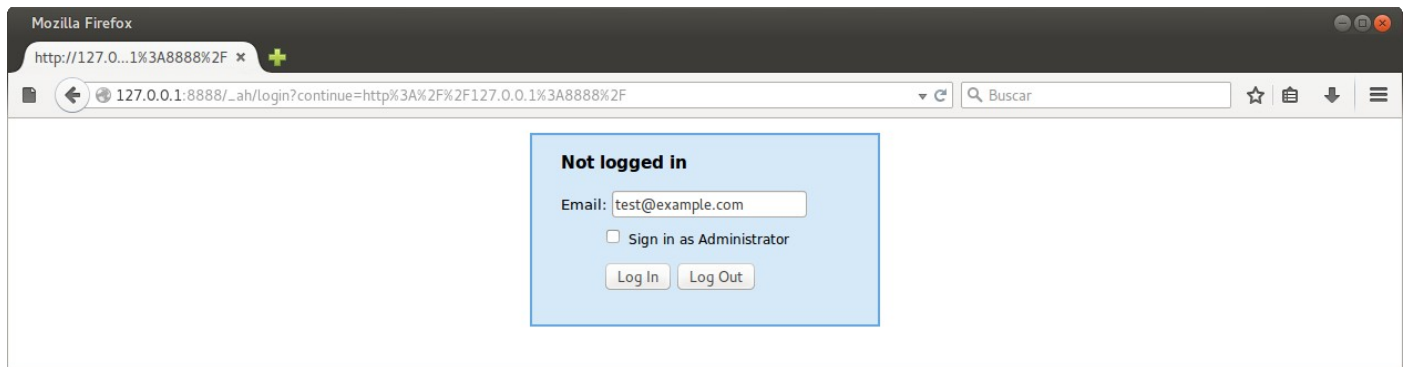 Mozilla Firefox
http://127.0...1%3A8888%2F
127.0.0.1:8888/_ah/login?continue=http%3A%2F%2F127.0.0.1%3A8888%2F
Buscar
Not logged in
Email: test@example.com
Sign in as Administrator
Log In Log Out